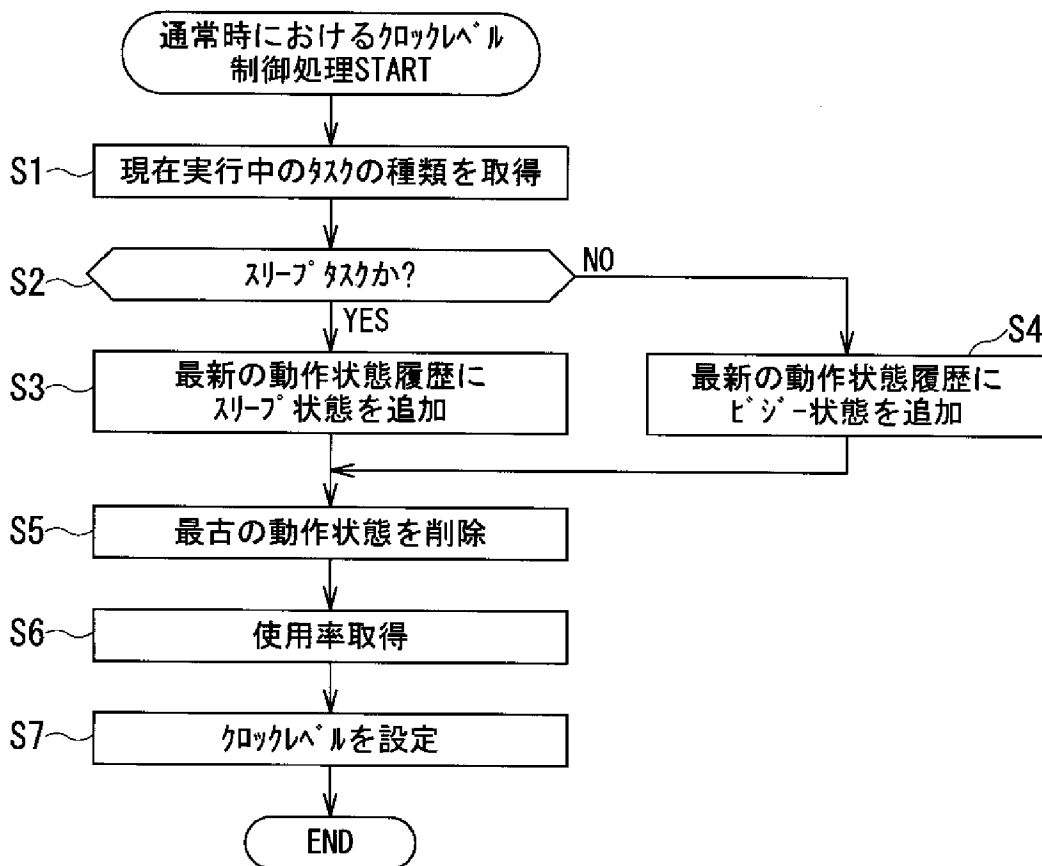 通常時におけるｸﾛｯｸﾚﾍﾞﾙ
制御処理START
S1
現在実行中のﾀｽｸの種類を取得
S2
ｽﾘｰﾌﾟﾀｽｸか?
NO
YES
S3
最新の動作状態履歴に
ｽﾘｰﾌﾟ状態を追加
S4
最新の動作状態履歴に
ﾋﾞｼﾞｰ状態を追加
S5
最古の動作状態を削除
S6
使用率取得
S7
ｸﾛｯｸﾚﾍﾞﾙを設定
END